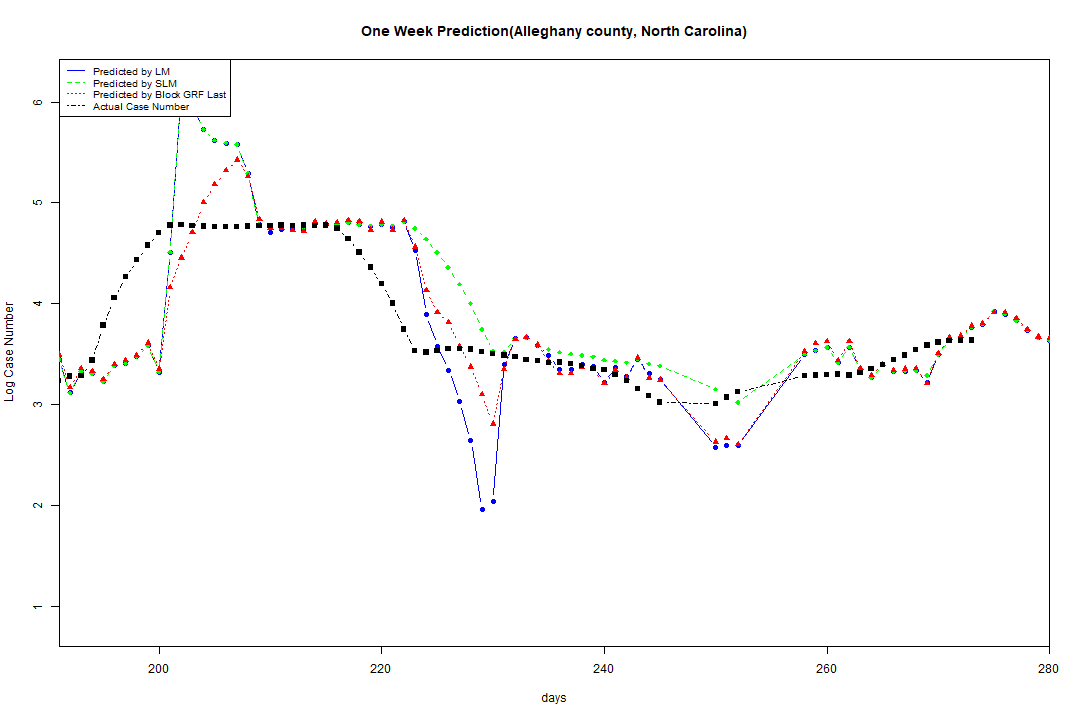 One Week Prediction(Alleghany county, North Carolina)
Predicted by LM
Predicted by SLM
Predicted by Block GRF Last
Actual Case Number
6
5
4
3
2
1
Log Case Number
200 220 240 260 280
days